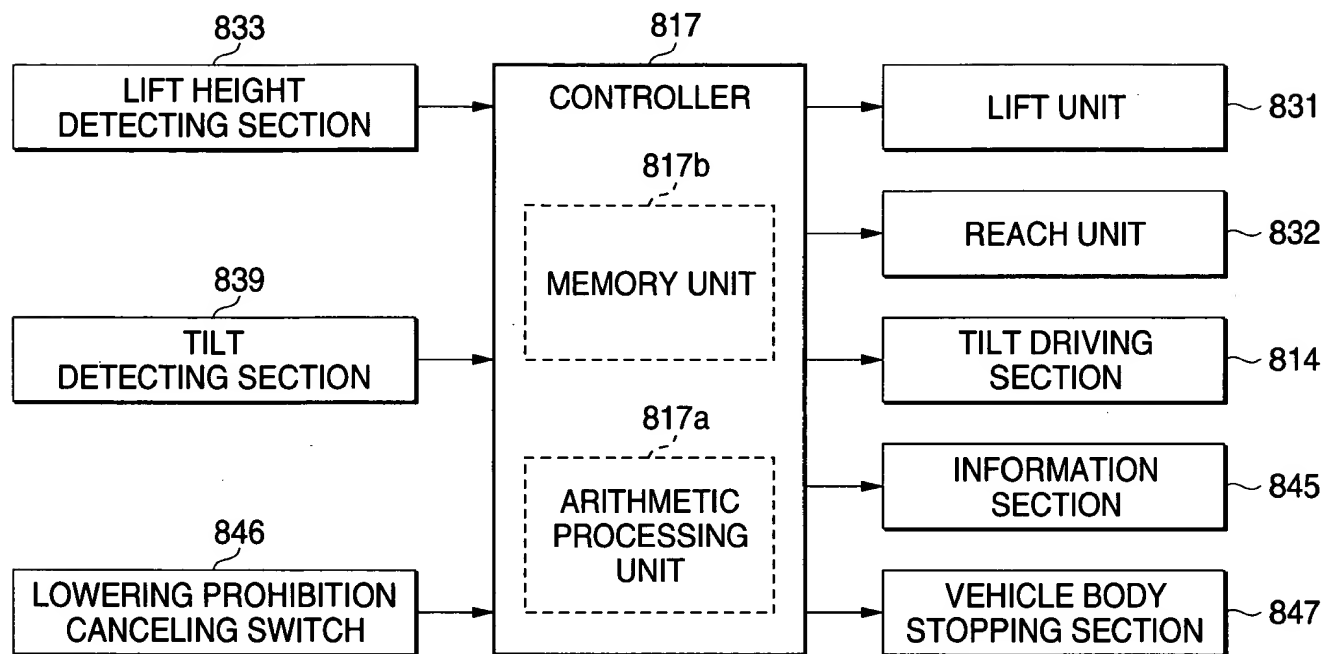 833
LIFT HEIGHT
DETECTING SECTION
839
TILT
DETECTING SECTION
846
LOWERING PROHIBITION
CANCELING SWITCH
817
CONTROLLER
817b
MEMORY UNIT
817a
ARITHMETIC
PROCESSING
UNIT
LIFT UNIT
831
REACH UNIT
832
TILT DRIVING
SECTION
814
INFORMATION
SECTION
845
VEHICLE BODY
STOPPING SECTION
847